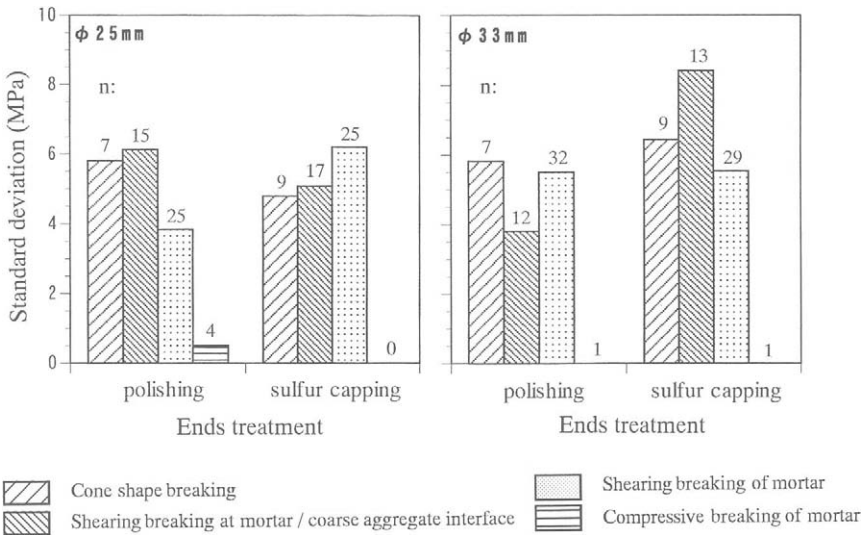 φ 25mm
φ 33mm
n:
n:
Standard deviation (MPa)
10
8
6
4
2
0
7
15
25
4
9
17
25
0
7
12
32
1
9
13
29
1
polishing
sulfur capping
polishing
sulfur capping
Ends treatment
Ends treatment
Cone shape breaking
Shearing breaking at mortar / coarse aggregate interface
Shearing breaking of mortar
Compressive breaking of mortar